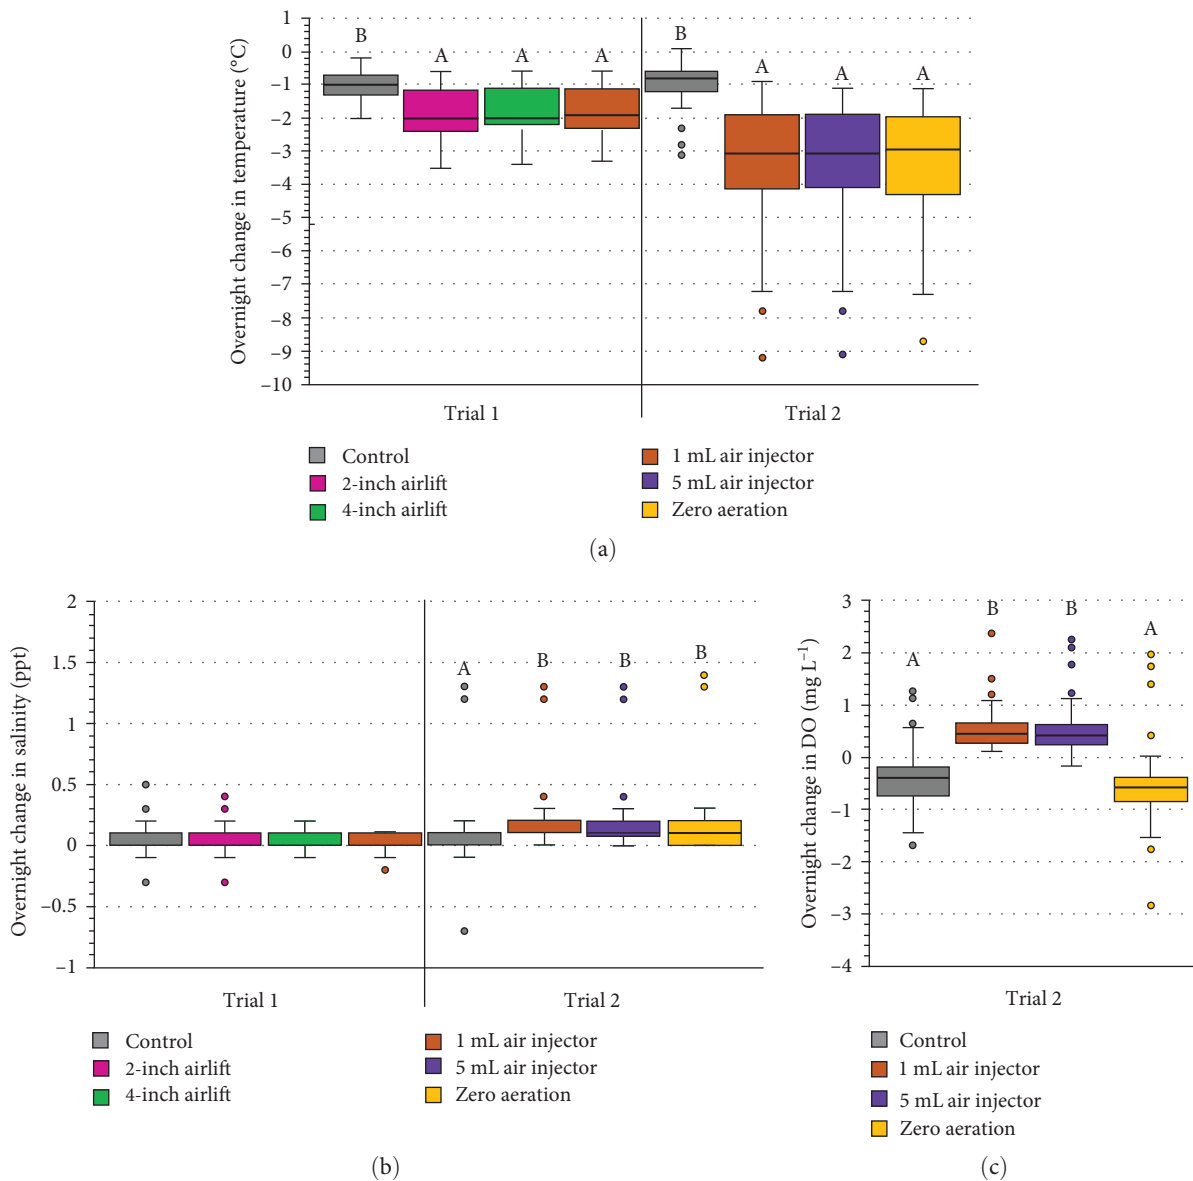 Overnight change in temperature (°C)
1
0
−1
−2
−3
−4
−5
−6
−7
−8
−9
−10
B
A
A
A
B
A
A
A
Trial 1
Trial 2
Control
2-inch airlift
4-inch airlift
1 mL air injector
5 mL air injector
Zero aeration
(a)
Overnight change in salinity (ppt)
2
1.5
1
0.5
0
−0.5
−1
A
B
B
B
Trial 1
Trial 2
Control
2-inch airlift
4-inch airlift
1 mL air injector
5 mL air injector
Zero aeration
(b)
Overnight change in DO (mg L−1)
3
2
1
0
−1
−2
−3
−4
A
B
B
A
Trial 2
Control
1 mL air injector
5 mL air injector
Zero aeration
(c)